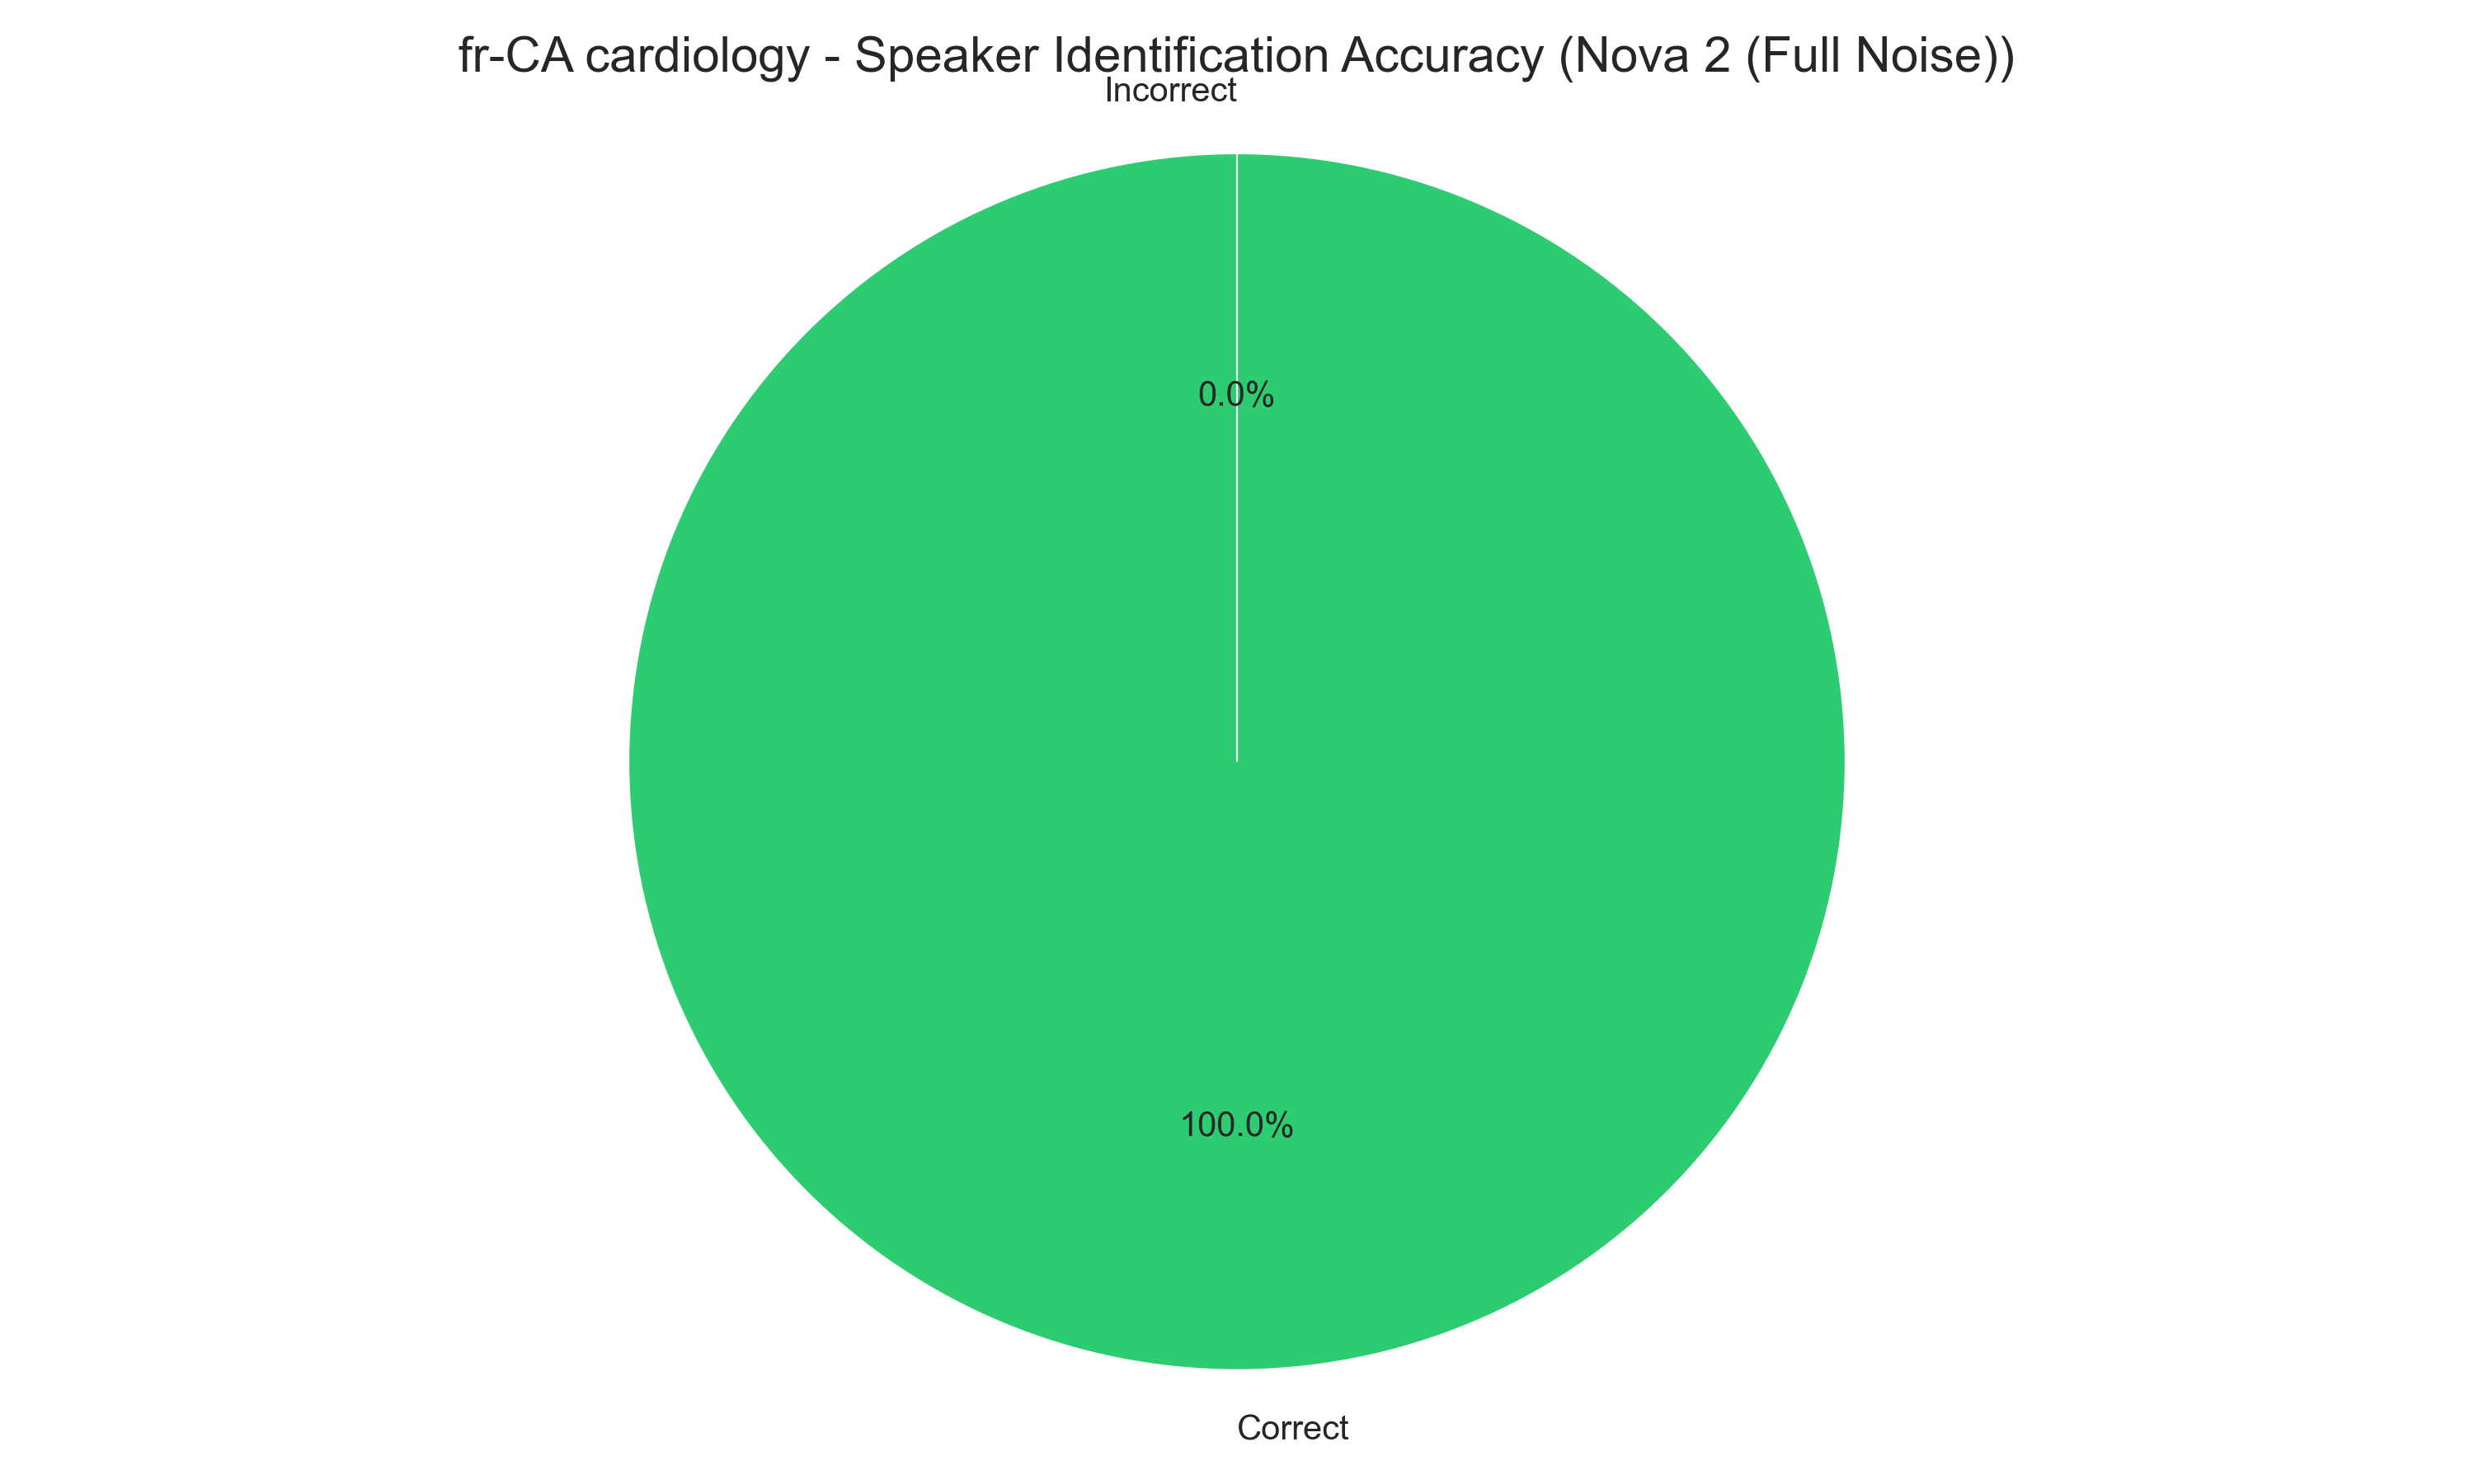 fr-CA cardiology - Speaker Identification Accuracy (Nova 2 (Full Noise))
Incorrect
0.0%
100.0%
Correct